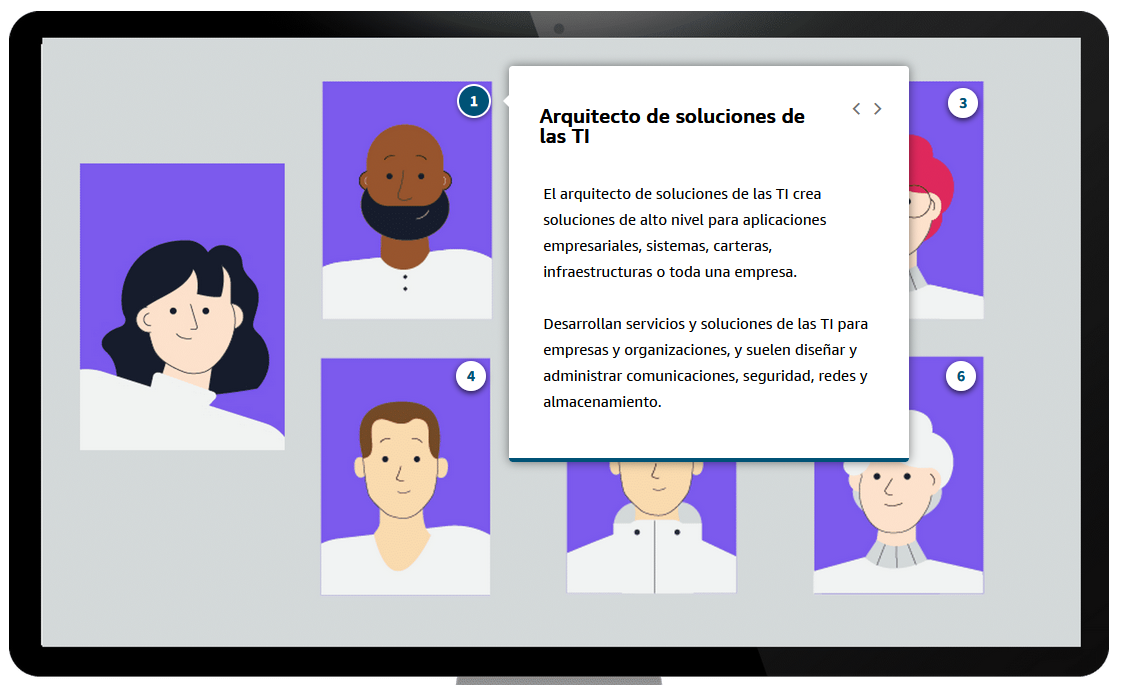 1
Arquitecto de soluciones de
las TI
El arquitecto de soluciones de las TI crea
soluciones de alto nivel para aplicaciones
empresariales, sistemas, carteras,
infraestructuras o toda una empresa.
Desarrollan servicios y soluciones de las TI para
empresas y organizaciones, y suelen diseñar y
administrar comunicaciones, seguridad, redes y
almacenamiento.
3
4
6